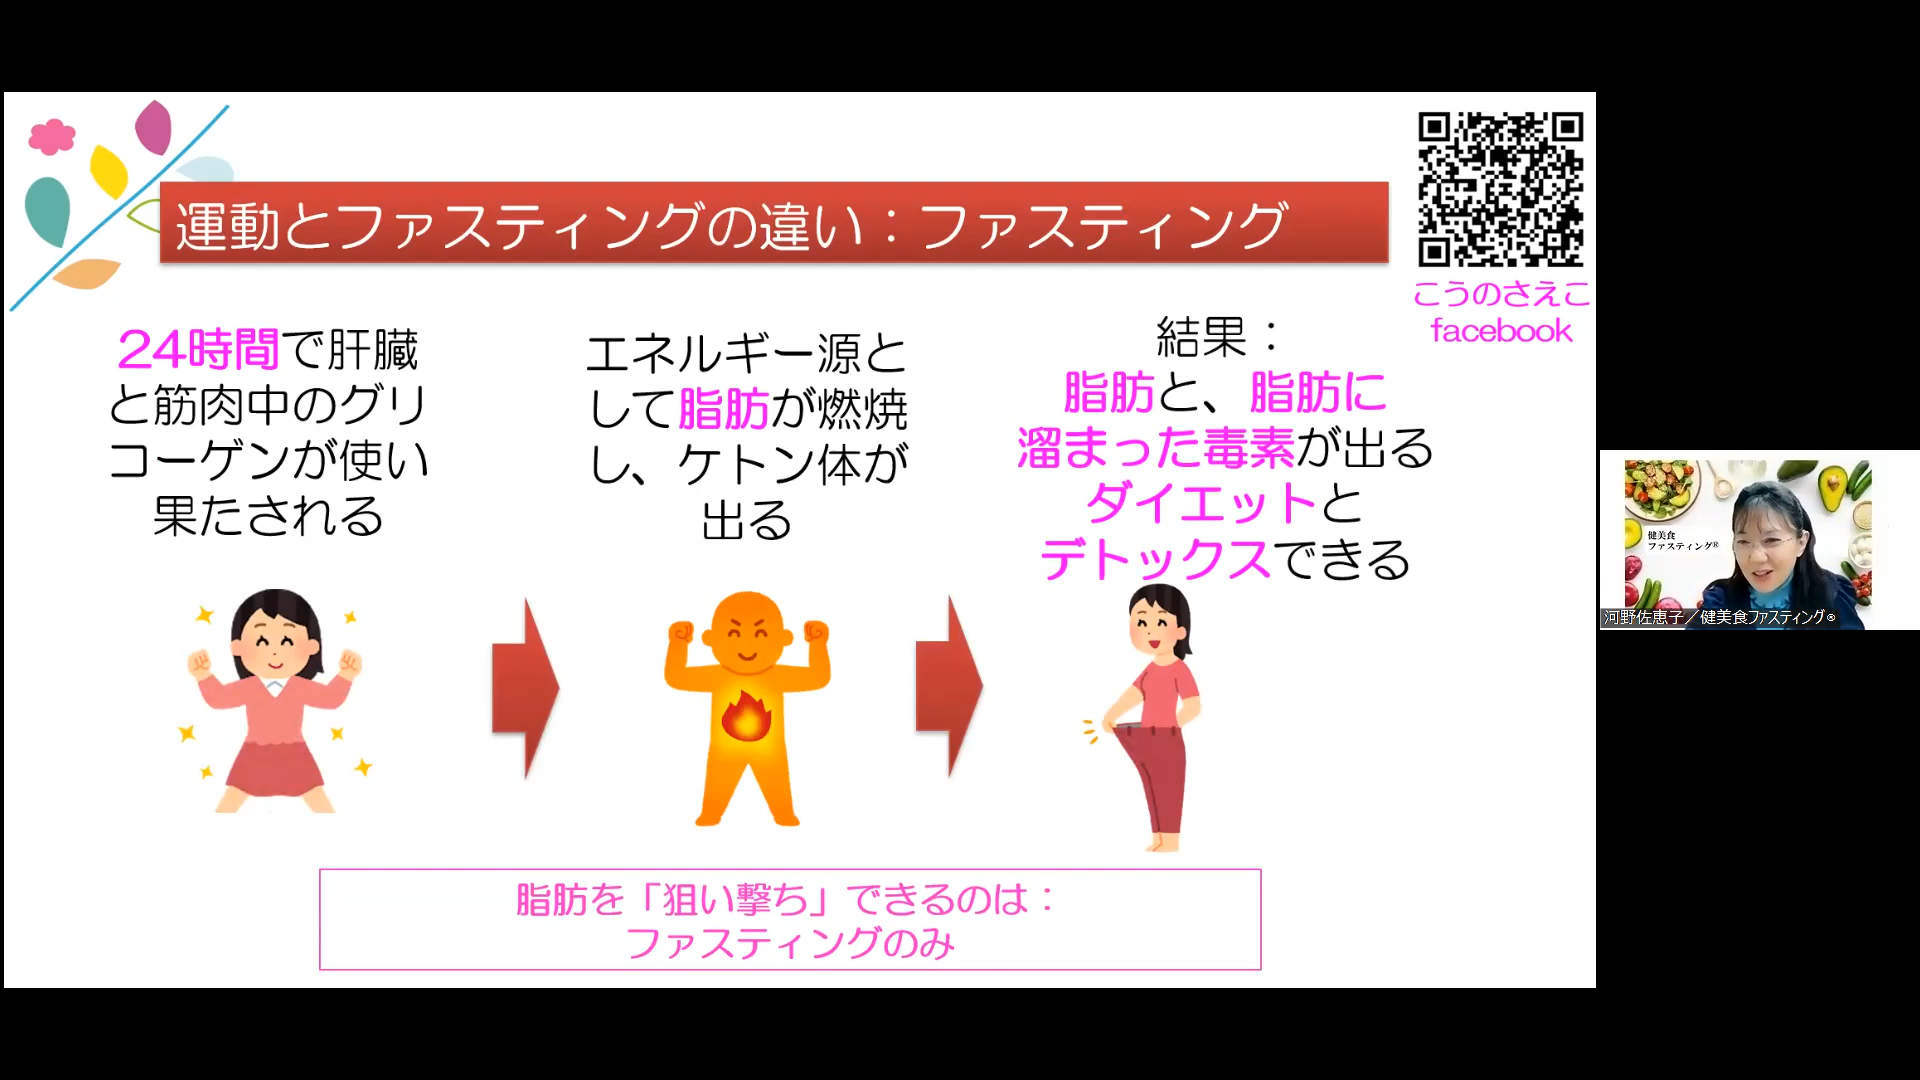 運動とファスティングの違い：ファスティング
こうのさえこ
facebook
24時間で肝臓
と筋肉中のグリ
コーゲンが使い
果たされる
エネルギー源と
して脂肪が燃焼
し、ケトン体が
出る
結果：
脂肪と、脂肪に
溜まった毒素が出る
ダイエットと
デトックスできる
脂肪を「狙い撃ち」できるのは：
ファスティングのみ
健美食
ファスティング®
河野佐恵子／健美食ファスティング®